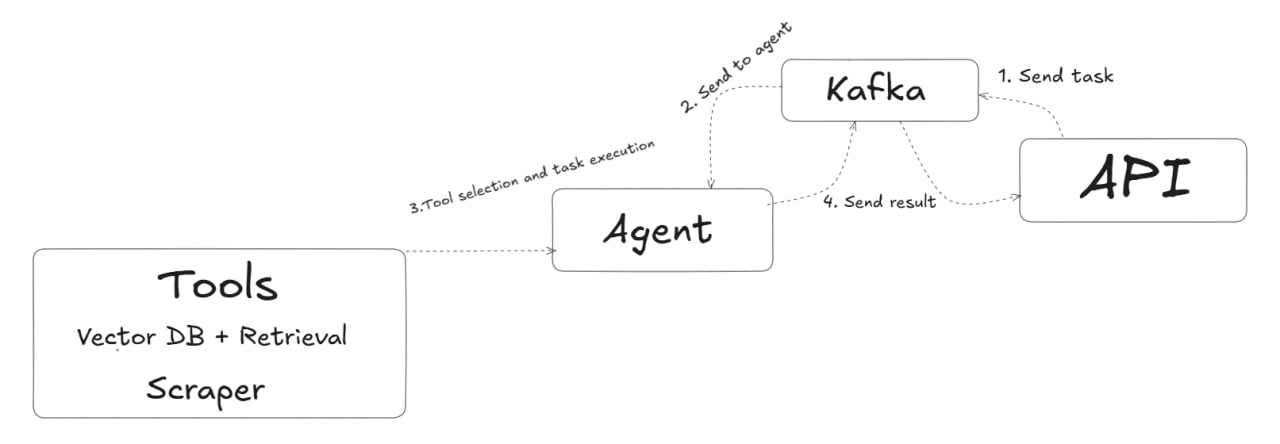 2. Send to agent
Kafka
1. Send task
API
3.Tool selection and task execution
Agent
4. Send result
Tools
Vector DB + Retrieval
Scraper